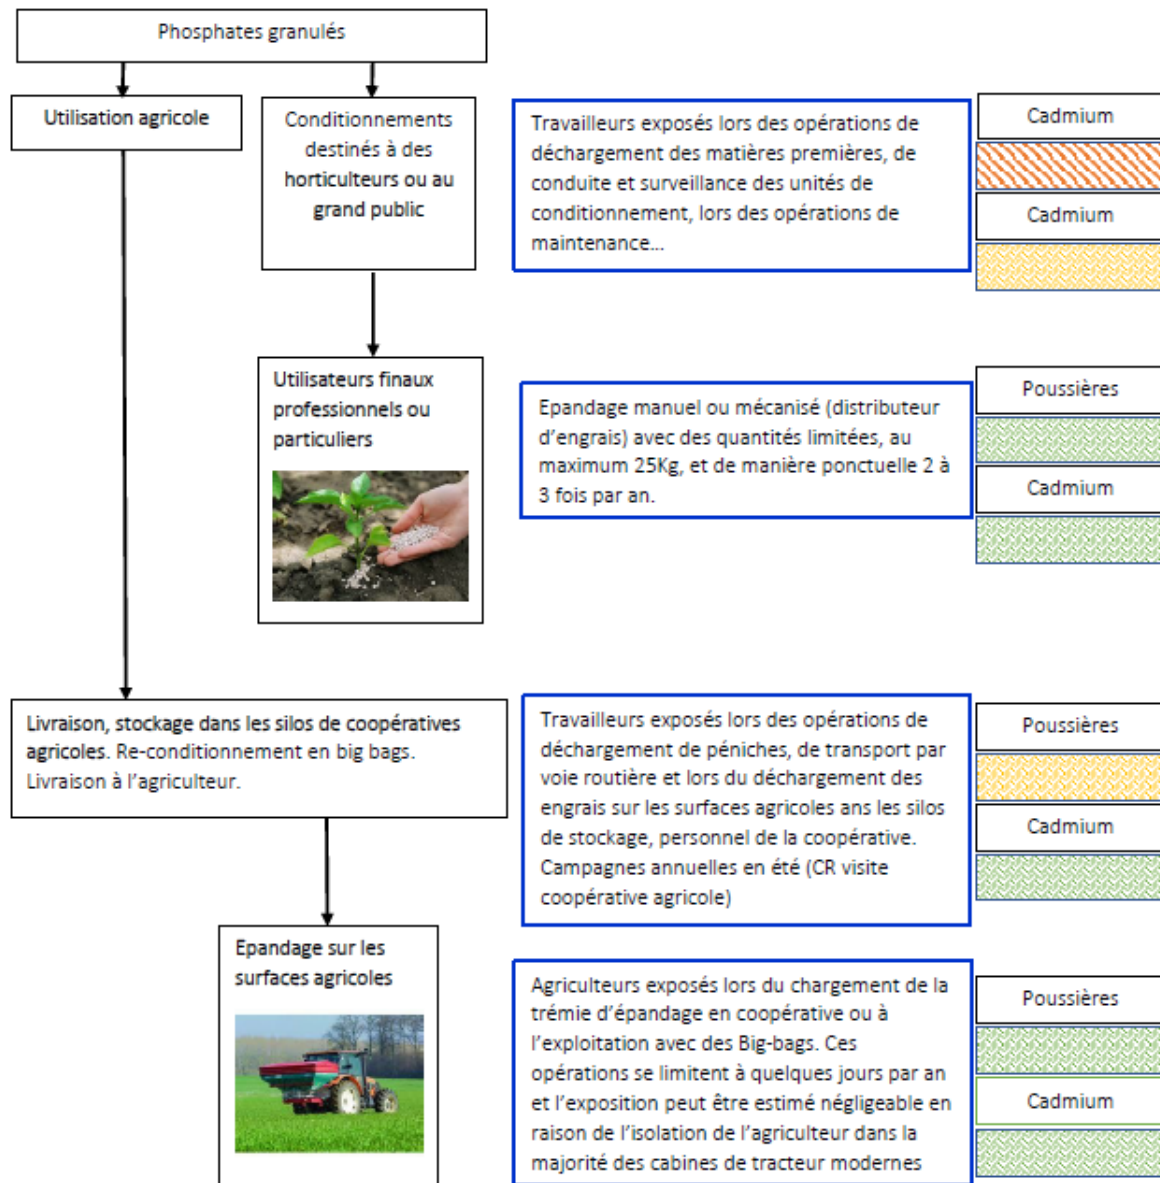 Phosphates granulés
Utilisation agricole
Conditionnements
destinés à des
horticulteurs ou au
grand public
Travailleurs exposés lors des opérations de
déchargement des matières premières, de
conduite et surveillance des unités de
conditionnement, lors des opérations de
maintenance…
Cadmium
Cadmium
Utilisateurs finaux
professionnels ou
particuliers
Epandage manuel ou mécanisé (distributeur
d’engrais) avec des quantités limitées, au
maximum 25Kg, et de manière ponctuelle 2 à
3 fois par an.
Poussières
Cadmium
Livraison, stockage dans les silos de coopératives
agricoles. Re-conditionnement en big bags.
Livraison à l’agriculteur.
Travailleurs exposés lors des opérations de
déchargement de péniches, de transport par
voie routière et lors du déchargement des
engrais sur les surfaces agricoles ans les silos
de stockage, personnel de la coopérative.
Campagnes annuelles en été (CR visite
coopérative agricole)
Poussières
Cadmium
Epandage sur les
surfaces agricoles
Agriculteurs exposés lors du chargement de la
trémie d’épandage en coopérative ou à
l’exploitation avec des Big-bags. Ces
opérations se limitent à quelques jours par an
et l’exposition peut être estimé négligeable en
raison de l’isolation de l’agriculteur dans la
majorité des cabines de tracteur modernes
Poussières
Cadmium